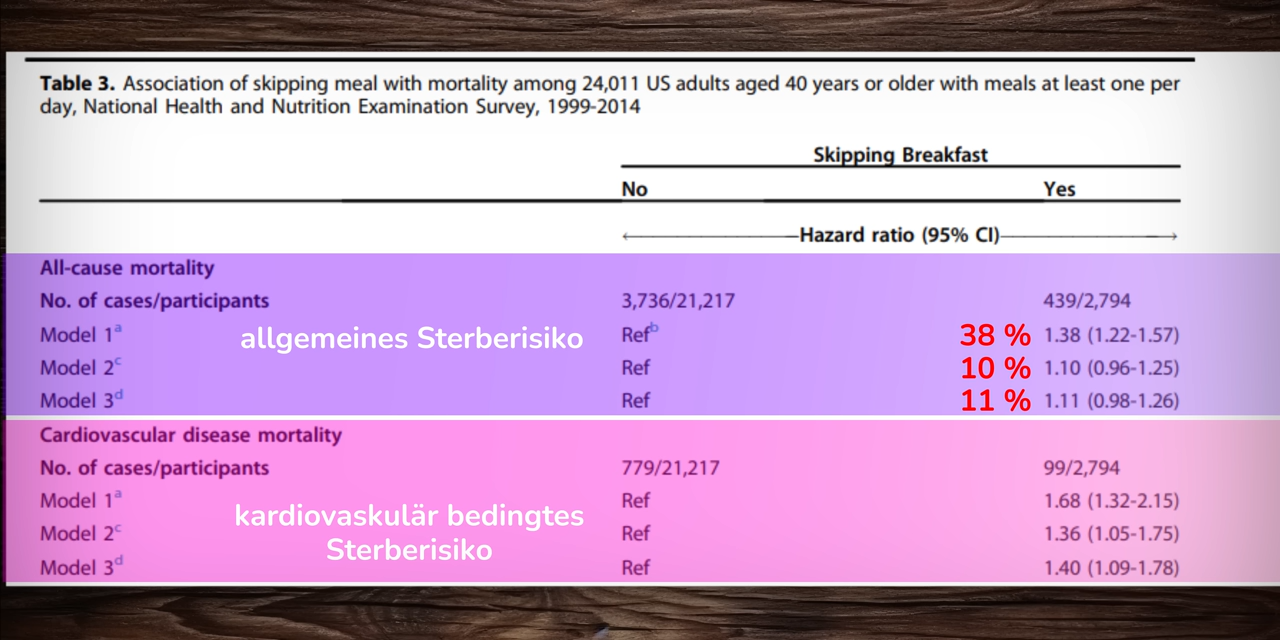 Table 3. Association of skipping meal with mortality among 24,011 US adults aged 40 years or older with meals at least one per
day, National Health and Nutrition Examination Survey, 1999-2014
Skipping Breakfast
No Yes
Hazard ratio (95% CI)
All-cause mortality
No. of cases/participants 3,736/21,217 439/2,794
Model 1a Refb 38 % 1.38 (1.22-1.57)
Model 2c Ref 10 % 1.10 (0.96-1.25)
Model 3d Ref 11 % 1.11 (0.98-1.26)
allgemeines Sterberisiko
Cardiovascular disease mortality
No. of cases/participants 779/21,217 99/2,794
Model 1a Ref 1.68 (1.32-2.15)
Model 2c Ref 1.36 (1.05-1.75)
Model 3d Ref 1.40 (1.09-1.78)
kardiovaskulär bedingtes
Sterberisiko